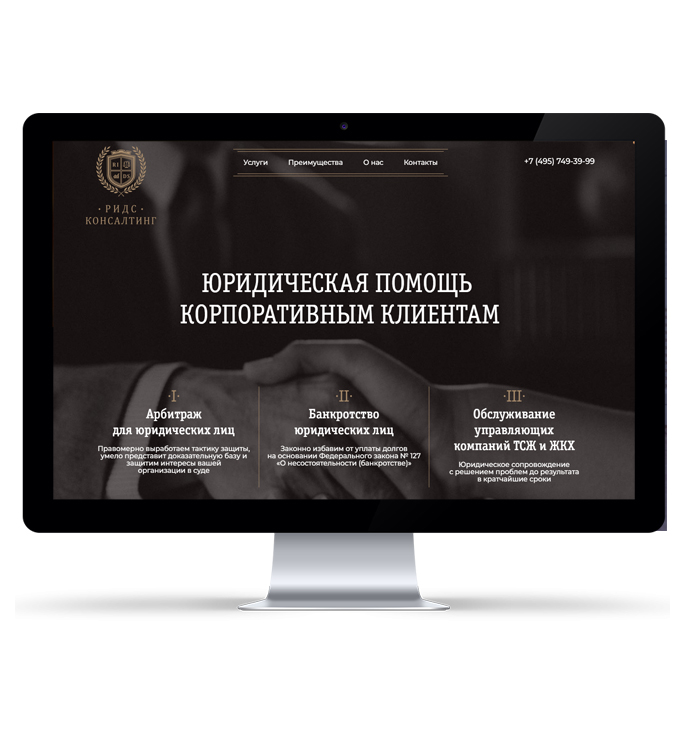 RI
DS
· РИДС ·
КОНСАЛТИНГ
Услуги Преимущества О нас Контакты
+7 (495) 749-39-99
ЮРИДИЧЕСКАЯ ПОМОЩЬ
КОРПОРАТИВНЫМ КЛИЕНТАМ
·I·
Арбитраж
для юридических лиц
Правомерно выработаем тактику защиты,
умело представит доказательную базу и
защитим интересы вашей
организации в суде
·II·
Банкротство
юридических лиц
Законно избавим от уплаты долгов
на основании Федерального закона № 127
«О несостоятельности (банкротстве)»
·III·
Обслуживание
управляющих
компаний ТСЖ и ЖКХ
Юридическое сопровождение
с решением проблем до результата
в кратчайшие сроки